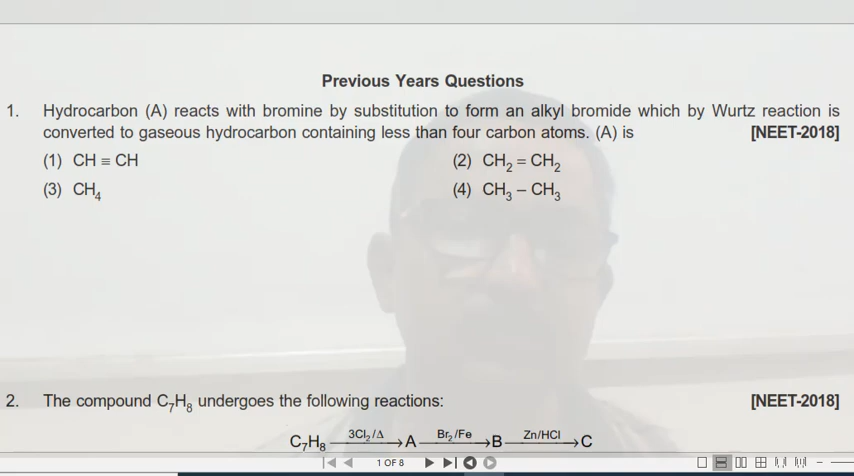 Previous Years Questions
1. Hydrocarbon (A) reacts with bromine by substitution to form an alkyl bromide which by Wurtz reaction is
converted to gaseous hydrocarbon containing less than four carbon atoms. (A) is [NEET-2018]
(1) CH ≡ CH (2) CH₂ = CH₂
(3) CH₄ (4) CH₃ – CH₃
2. The compound C₇H₈ undergoes the following reactions: [NEET-2018]
C₇H₈ —3Cl₂/Δ→ A —Br₂/Fe→ B —Zn/HCl→ C
1 OF 8